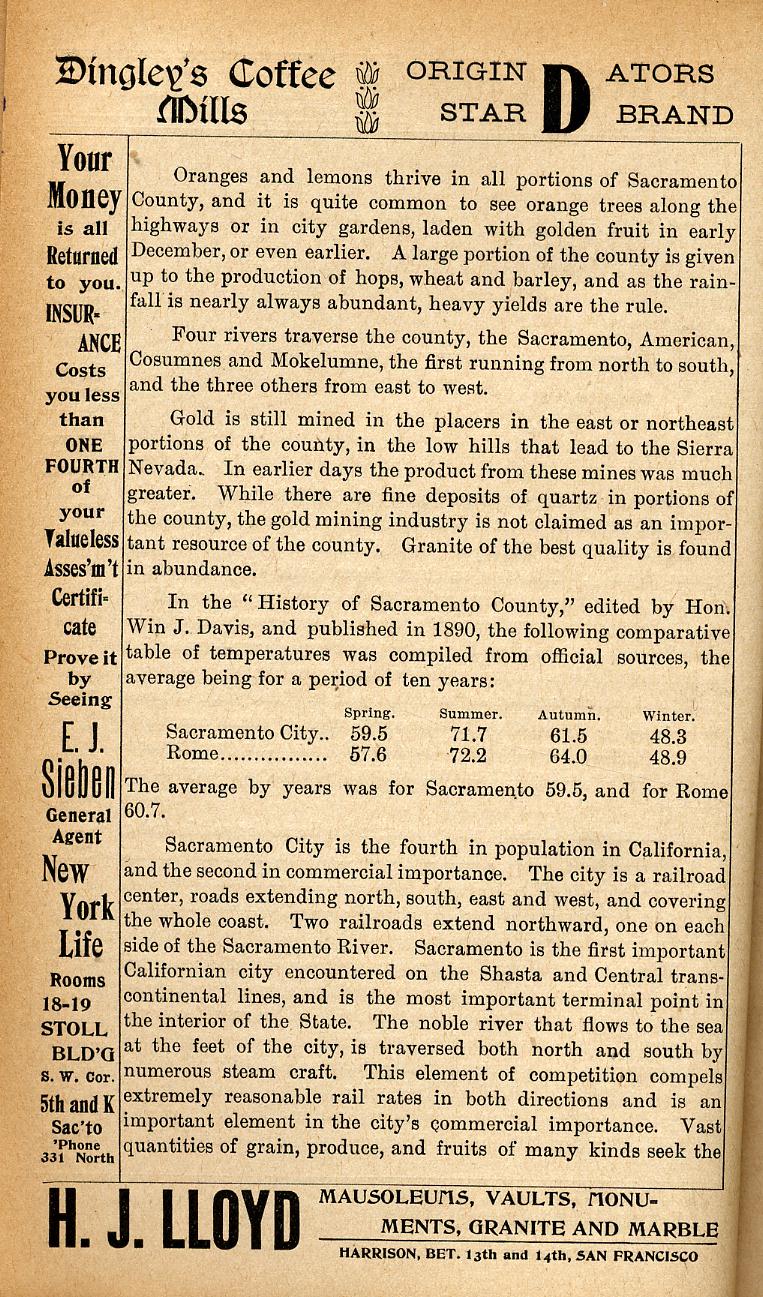 Dingley's Coffee
Mills
ORIGIN D ATORS
STAR BRAND
Your
Money
is all
Returned
to you.
INSUR-
ANCE
Costs
you less
than
ONE
FOURTH
of
your
Valueless
Asses'm't
Certifi-
cate
Prove it
by
Seeing
E. J.
Sieben
General
Agent
New
York
Life
Rooms
18-19
STOLL
BLD'G
S. W. Cor.
5th and K
Sac'to
'Phone
331 North
Oranges and lemons thrive in all portions of Sacramento
County, and it is quite common to see orange trees along the
highways or in city gardens, laden with golden fruit in early
December, or even earlier. A large portion of the county is given
up to the production of hops, wheat and barley, and as the rain-
fall is nearly always abundant, heavy yields are the rule.
Four rivers traverse the county, the Sacramento, American,
Cosumnes and Mokelumne, the first running from north to south,
and the three others from east to west.
Gold is still mined in the placers in the east or northeast
portions of the county, in the low hills that lead to the Sierra
Nevada. In earlier days the product from these mines was much
greater. While there are fine deposits of quartz in portions of
the county, the gold mining industry is not claimed as an impor-
tant resource of the county. Granite of the best quality is found
in abundance.
In the "History of Sacramento County," edited by Hon.
Win J. Davis, and published in 1890, the following comparative
table of temperatures was compiled from official sources, the
average being for a period of ten years:
Spring. Summer. Autumn. Winter.
Sacramento City.. 59.5 71.7 61.5 48.3
Rome................ 57.6 72.2 64.0 48.9
The average by years was for Sacramento 59.5, and for Rome
60.7.
Sacramento City is the fourth in population in California,
and the second in commercial importance. The city is a railroad
center, roads extending north, south, east and west, and covering
the whole coast. Two railroads extend northward, one on each
side of the Sacramento River. Sacramento is the first important
Californian city encountered on the Shasta and Central trans-
continental lines, and is the most important terminal point in
the interior of the State. The noble river that flows to the sea
at the feet of the city, is traversed both north and south by
numerous steam craft. This element of competition compels
extremely reasonable rail rates in both directions and is an
important element in the city's commercial importance. Vast
quantities of grain, produce, and fruits of many kinds seek the
H. J. LLOYD
MAUSOLEUMS, VAULTS, MONU-
MENTS, GRANITE AND MARBLE
HARRISON, BET. 13th and 14th, SAN FRANCISCO